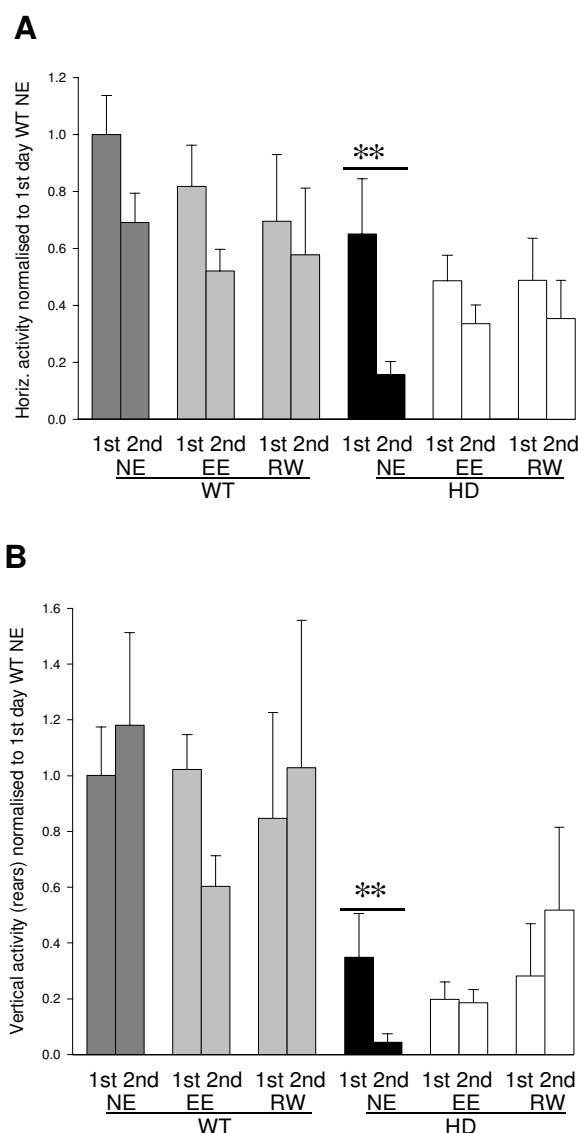 A
Horiz. activity normalised to 1st day WT NE
1.2
1.0
0.8
0.6
0.4
0.2
0.0
**
1st 2nd 1st 2nd 1st 2nd 1st 2nd 1st 2nd 1st 2nd
NE EE RW NE EE RW
WT HD
B
Vertical activity (rears) normalised to 1st day WT NE
1.6
1.4
1.2
1.0
0.8
0.6
0.4
0.2
0.0
**
1st 2nd 1st 2nd 1st 2nd 1st 2nd 1st 2nd 1st 2nd
NE EE RW NE EE RW
WT HD